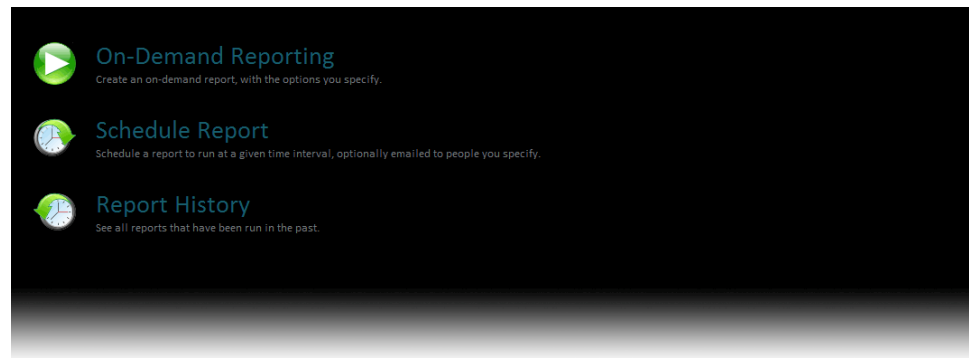 On-Demand Reporting
Create an on-demand report, with the options you specify.
Schedule Report
Schedule a report to run at a given time interval, optionally emailed to people you specify.
Report History
See all reports that have been run in the past.